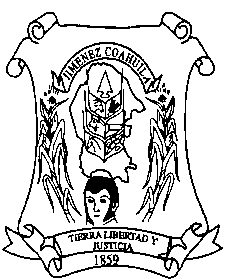 JIMENEZ COAHUILA
TIERRA LIBERTAD Y
JUSTICIA
1859